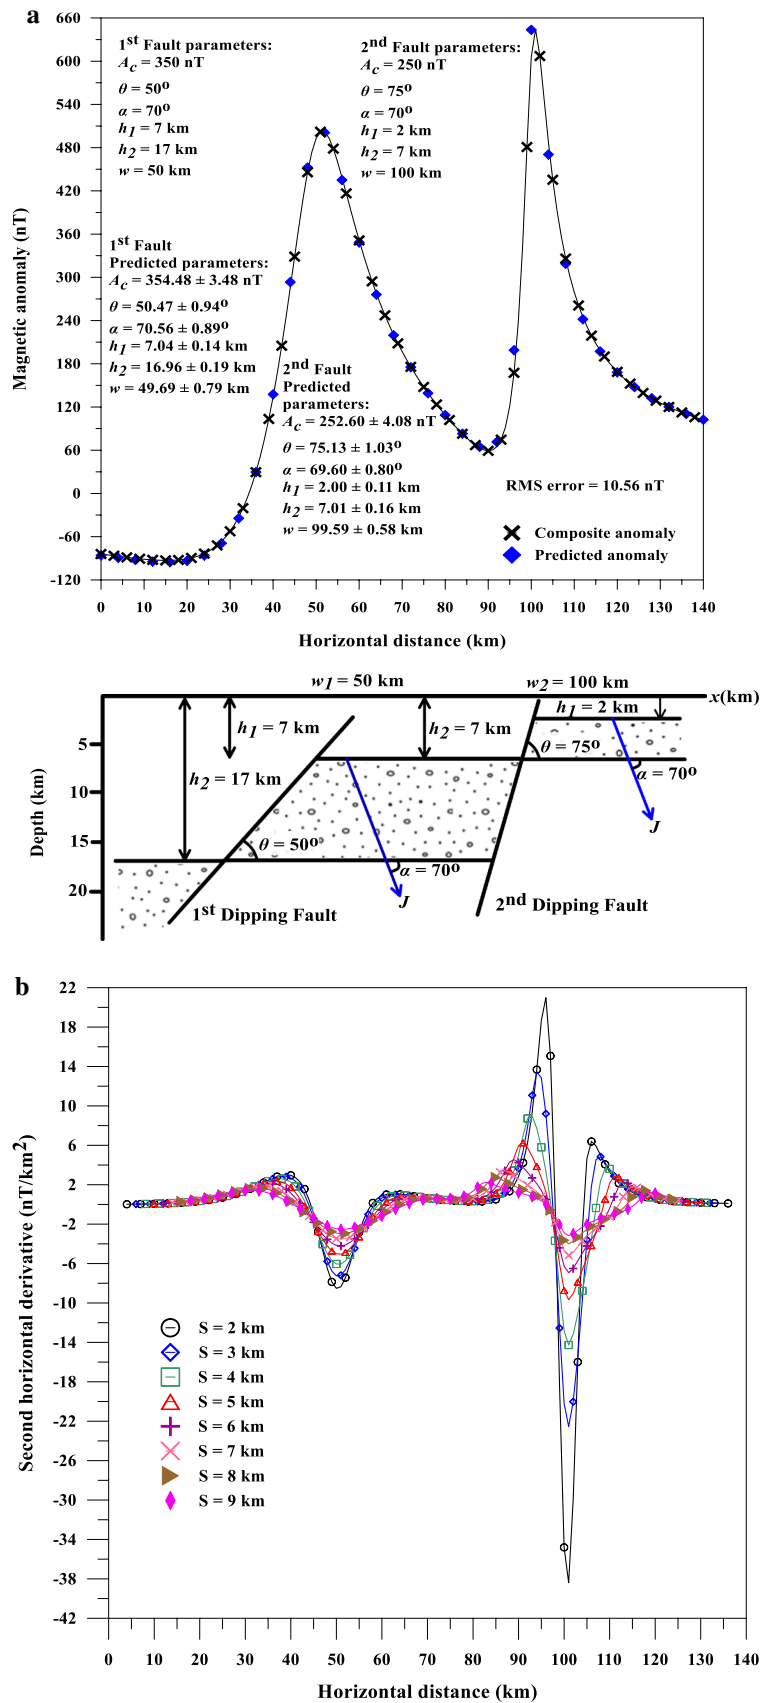 a
660
600
540
480
420
360
300
240
180
120
60
0
-60
-120
Magnetic anomaly (nT)
1st Fault parameters:
Ac = 350 nT
θ = 50o
α = 70o
h1 = 7 km
h2 = 17 km
w = 50 km
2nd Fault parameters:
Ac = 250 nT
θ = 75o
α = 70o
h1 = 2 km
h2 = 7 km
w = 100 km
1st Fault
Predicted parameters:
Ac = 354.48 ± 3.48 nT
θ = 50.47 ± 0.94o
α = 70.56 ± 0.89o
h1 = 7.04 ± 0.14 km
h2 = 16.96 ± 0.19 km
w = 49.69 ± 0.79 km
2nd Fault
Predicted
parameters:
Ac = 252.60 ± 4.08 nT
θ = 75.13 ± 1.03o
α = 69.60 ± 0.80o
h1 = 2.00 ± 0.11 km
h2 = 7.01 ± 0.16 km
w = 99.59 ± 0.58 km
RMS error = 10.56 nT
Composite anomaly
Predicted anomaly
0 10 20 30 40 50 60 70 80 90 100 110 120 130 140
Horizontal distance (km)
w1 = 50 km
w2 = 100 km
x(km)
h1 = 7 km
h2 = 7 km
h1 = 2 km
h2 = 17 km
θ = 75o
α = 70o
J
θ = 50o
α = 70o
J
1st Dipping Fault
2nd Dipping Fault
5
10
15
20
Depth (km)
b
22
18
14
10
6
2
-2
-6
-10
-14
-18
-22
-26
-30
-34
-38
-42
Second horizontal derivative (nT/km2)
S = 2 km
S = 3 km
S = 4 km
S = 5 km
S = 6 km
S = 7 km
S = 8 km
S = 9 km
0 10 20 30 40 50 60 70 80 90 100 110 120 130 140
Horizontal distance (km)